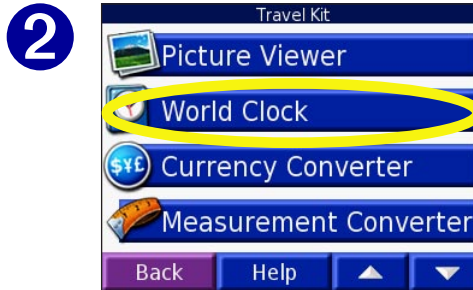 2
Travel Kit
Picture Viewer
World Clock
$¥£
Currency Converter
Measurement Converter
Back Help